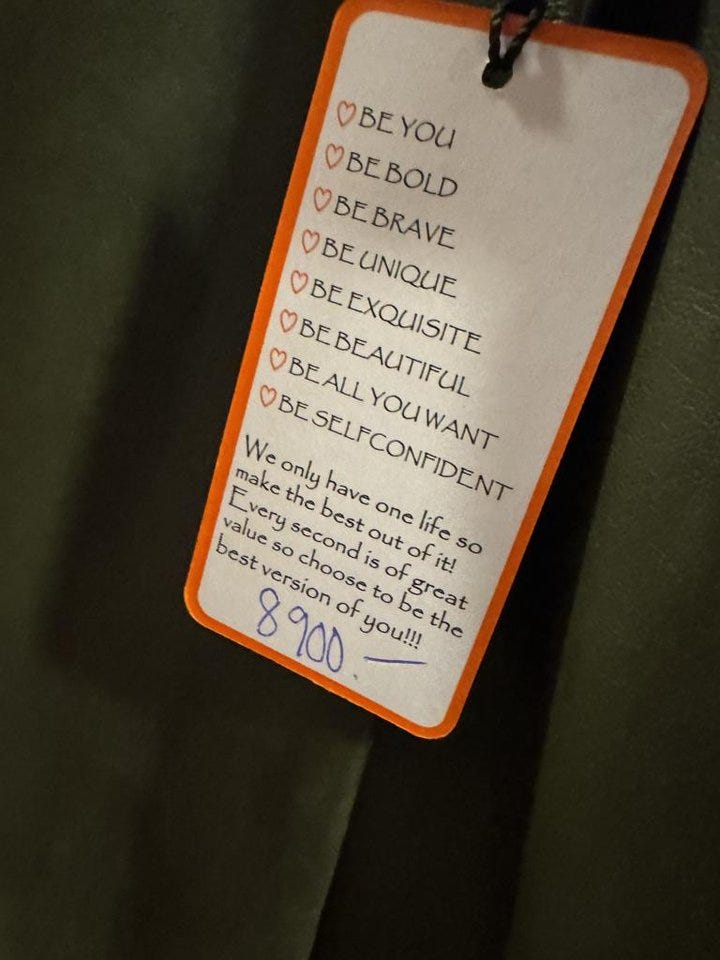 ♡ BE YOU
♡ BE BOLD
♡ BE BRAVE
♡ BE UNIQUE
♡ BE EXQUISITE
♡ BE BEAUTIFUL
♡ BE ALL YOU WANT
♡ BE SELFCONFIDENT
We only have one life so
make the best out of it!
Every second is of great
value so choose to be the
best version of you!!!
8900.—